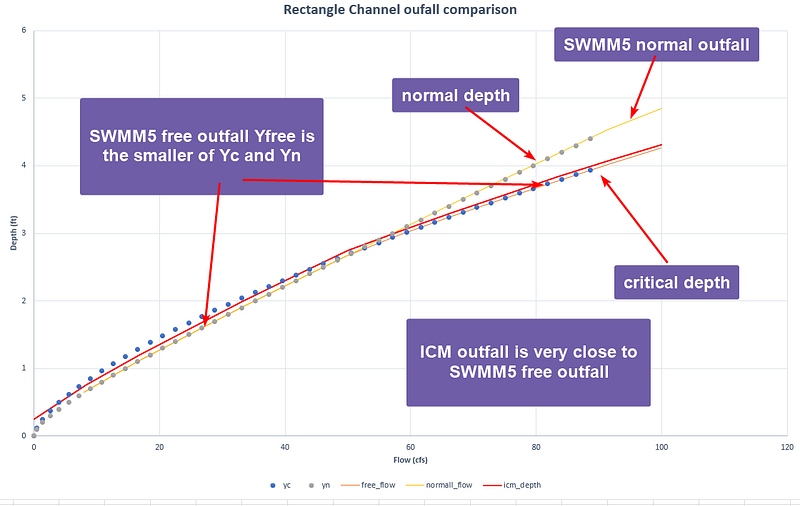 Rectangle Channel oufall comparison
SWMM5 normal outfall
normal depth
SWMM5 free outfall Yfree is
the smaller of Yc and Yn
critical depth
ICM outfall is very close to
SWMM5 free outfall
Depth (ft)
6
5
4
3
2
1
0
0 20 40 60 80 100 120
Flow (cfs)
yc yn free_flow normall_flow icm_depth